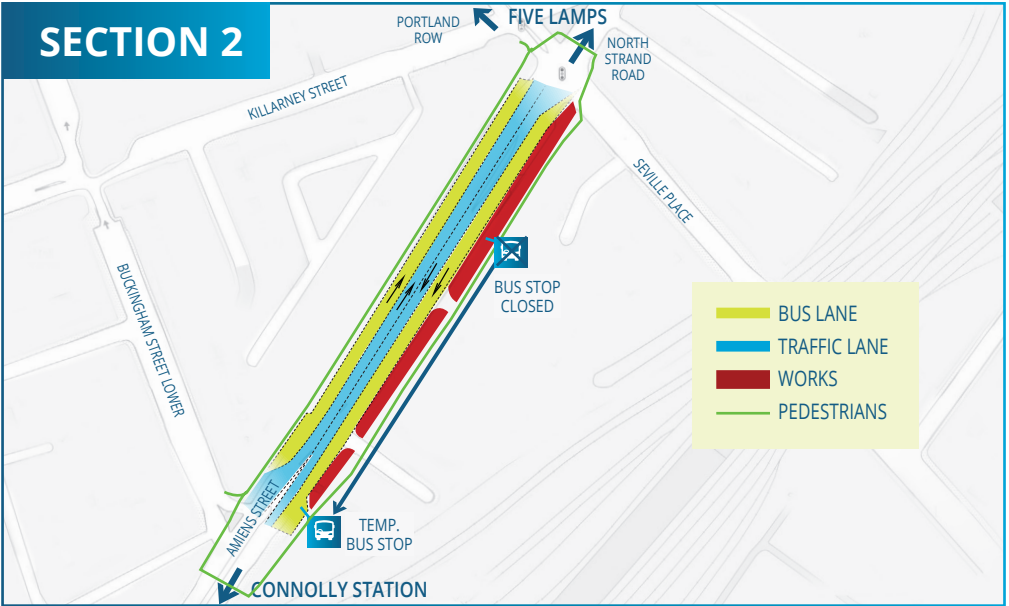 SECTION 2
PORTLAND
ROW
FIVE LAMPS
NORTH
STRAND
ROAD
KILLARNEY STREET
SEVILLE PLACE
BUS STOP
CLOSED
BUCKINGHAM STREET LOWER
BUS LANE
TRAFFIC LANE
WORKS
PEDESTRIANS
AMIENS STREET
TEMP.
BUS STOP
CONNOLLY STATION